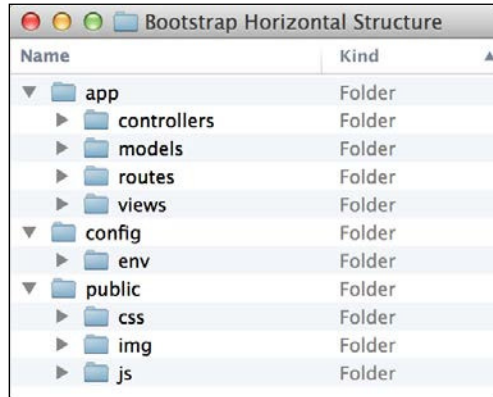 Bootstrap Horizontal Structure
Name Kind
app Folder
controllers Folder
models Folder
routes Folder
views Folder
config Folder
env Folder
public Folder
css Folder
img Folder
js Folder